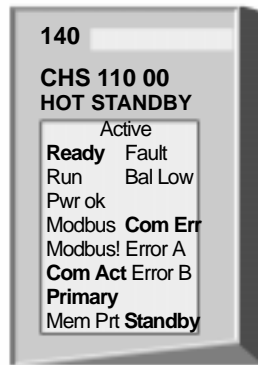 140
CHS 110 00
HOT STANDBY
Active
Ready Fault
Run Bal Low
Pwr ok
Modbus Com Err
Modbus! Error A
Com Act Error B
Primary
Mem Prt Standby